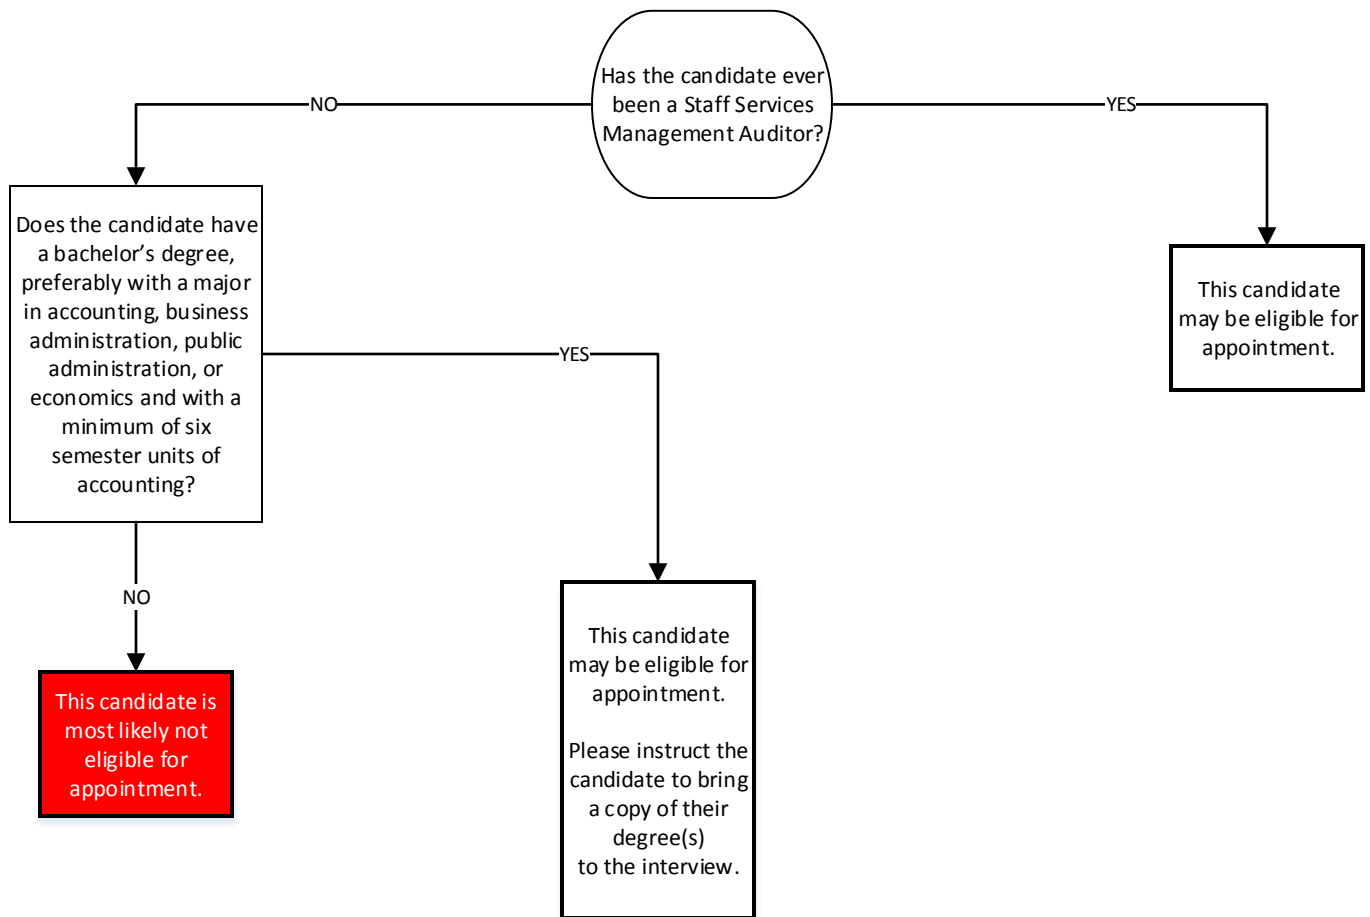 Has the candidate ever
been a Staff Services
Management Auditor?
NO
YES
Does the candidate have
a bachelor’s degree,
preferably with a major
in accounting, business
administration, public
administration, or
economics and with a
minimum of six
semester units of
accounting?
This candidate
may be eligible for
appointment.
YES
NO
This candidate is
most likely not
eligible for
appointment.
This candidate
may be eligible for
appointment.
Please instruct the
candidate to bring
a copy of their
degree(s)
to the interview.